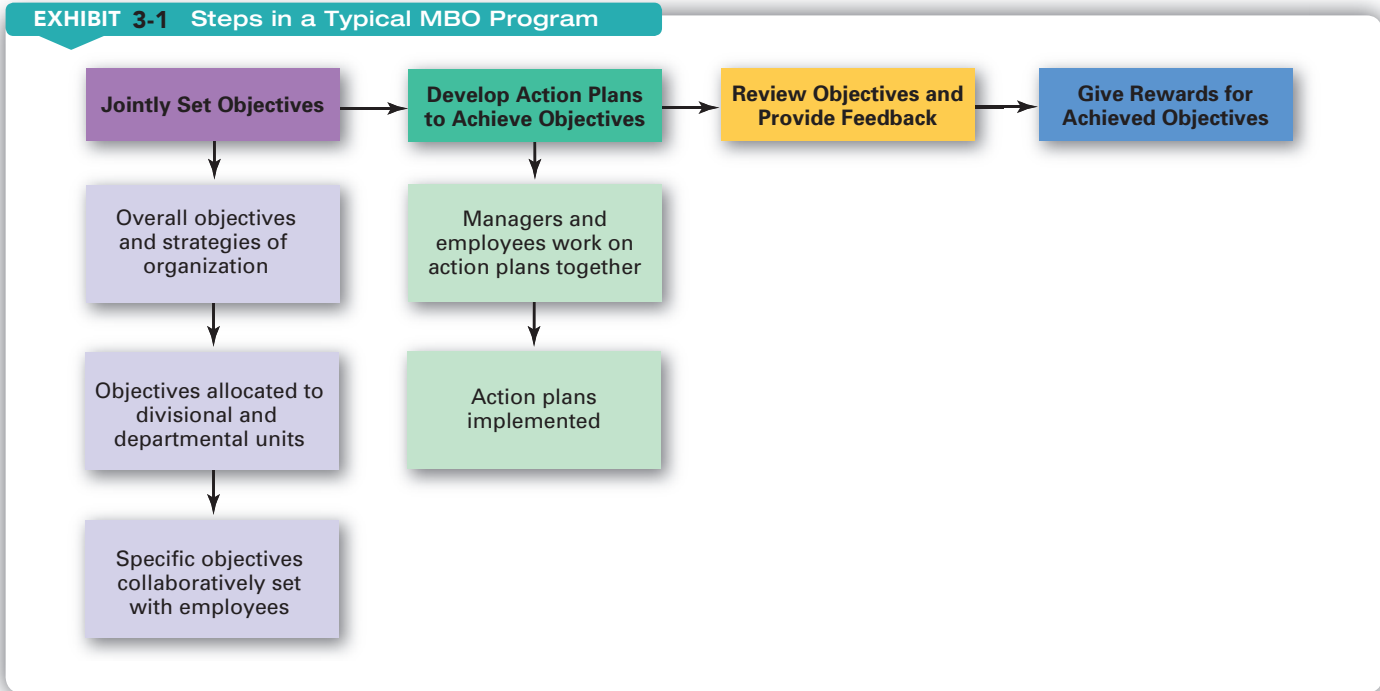 EXHIBIT 3-1 Steps in a Typical MBO Program
Jointly Set Objectives
Develop Action Plans
to Achieve Objectives
Review Objectives and
Provide Feedback
Give Rewards for
Achieved Objectives
Overall objectives
and strategies of
organization
Managers and
employees work on
action plans together
Objectives allocated to
divisional and
departmental units
Action plans
implemented
Specific objectives
collaboratively set
with employees